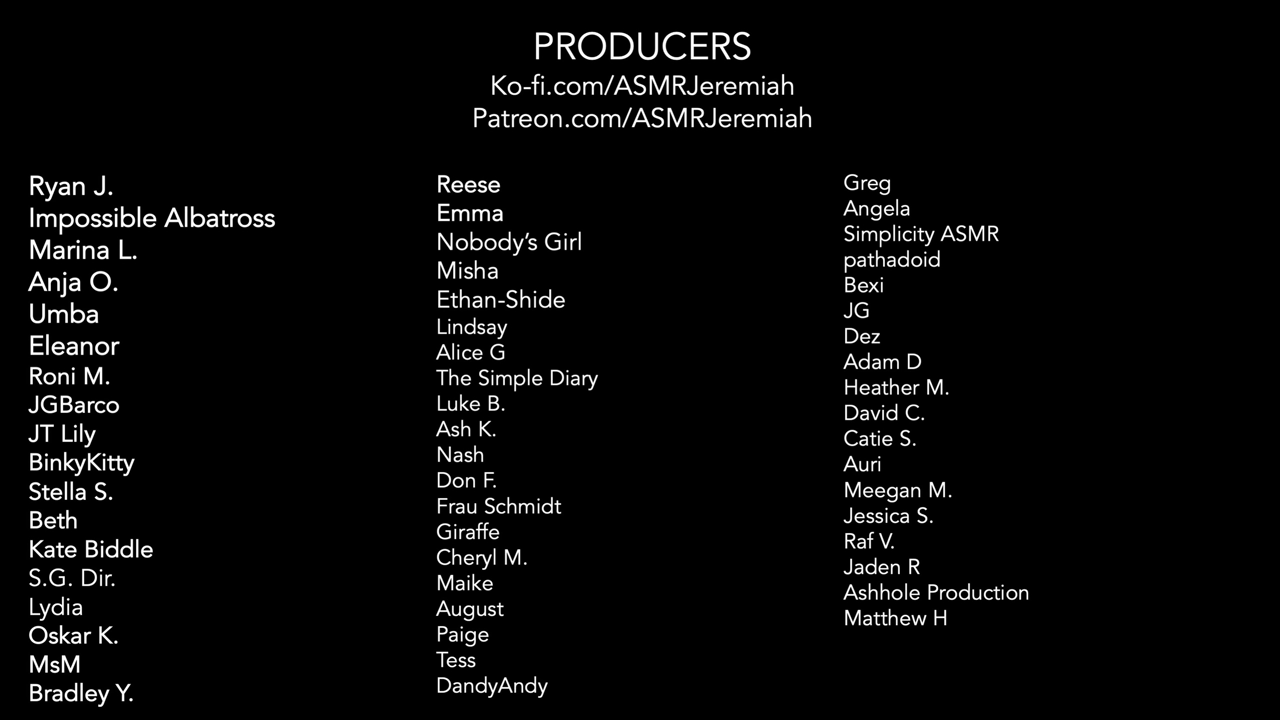 PRODUCERS
Ko-fi.com/ASMRJeremiah
Patreon.com/ASMRJeremiah
Ryan J.
Impossible Albatross
Marina L.
Anja O.
Umba
Eleanor
Roni M.
JGBarco
JT Lily
BinkyKitty
Stella S.
Beth
Kate Biddle
S.G. Dir.
Lydia
Oskar K.
MsM
Bradley Y.
Reese
Emma
Nobody’s Girl
Misha
Ethan-Shide
Lindsay
Alice G
The Simple Diary
Luke B.
Ash K.
Nash
Don F.
Frau Schmidt
Giraffe
Cheryl M.
Maike
August
Paige
Tess
DandyAndy
Greg
Angela
Simplicity ASMR
pathadoid
Bexi
JG
Dez
Adam D
Heather M.
David C.
Catie S.
Auri
Meegan M.
Jessica S.
Raf V.
Jaden R
Ashhole Production
Matthew H